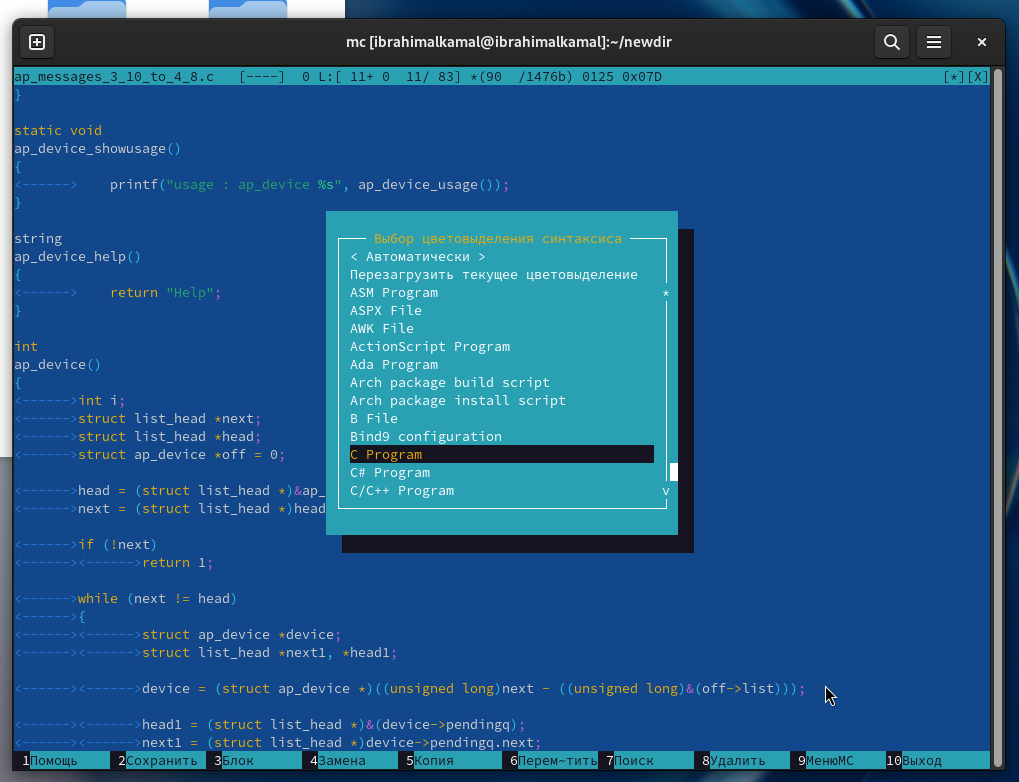 mc [ibrahimalkamal@ibrahimalkamal]:~/newdir
ap_messages_3_10_to_4_8.c   [----]  0 L:[ 11+ 0  11/ 83] *(90  /1476b) 0125 0x07D                                   [*][X]
}
static void
ap_device_showusage()
{
<------>    printf("usage : ap_device %s", ap_device_usage());
}
string
ap_device_help()
{
<------>    return "Help";
}
int
ap_device()
{
<------>int i;
<------>struct list_head *next;
<------>struct list_head *head;
<------>struct ap_device *off = 0;
<------>head = (struct list_head *)&ap_
<------>next = (struct list_head *)head
<------>if (!next)
<------><------>return 1;
<------>while (next != head)
<------>{
<------><------>struct ap_device *device;
<------><------>struct list_head *next1, *head1;
<------><------>device = (struct ap_device *)((unsigned long)next - ((unsigned long)&(off->list)));
<------><------>head1 = (struct list_head *)&(device->pendingq);
<------><------>next1 = (struct list_head *)device->pendingq.next;
Выбор цветовыделения синтаксиса
< Автоматически >
Перезагрузить текущее цветовыделение
ASM Program
*
ASPX File
AWK File
ActionScript Program
Ada Program
Arch package build script
Arch package install script
B File
Bind9 configuration
C Program
C# Program
C/C++ Program
v
1Помощь 2Сохранить 3Блок 4Замена 5Копия 6Перем~тить 7Поиск 8Удалить 9МенюMC 10Выход